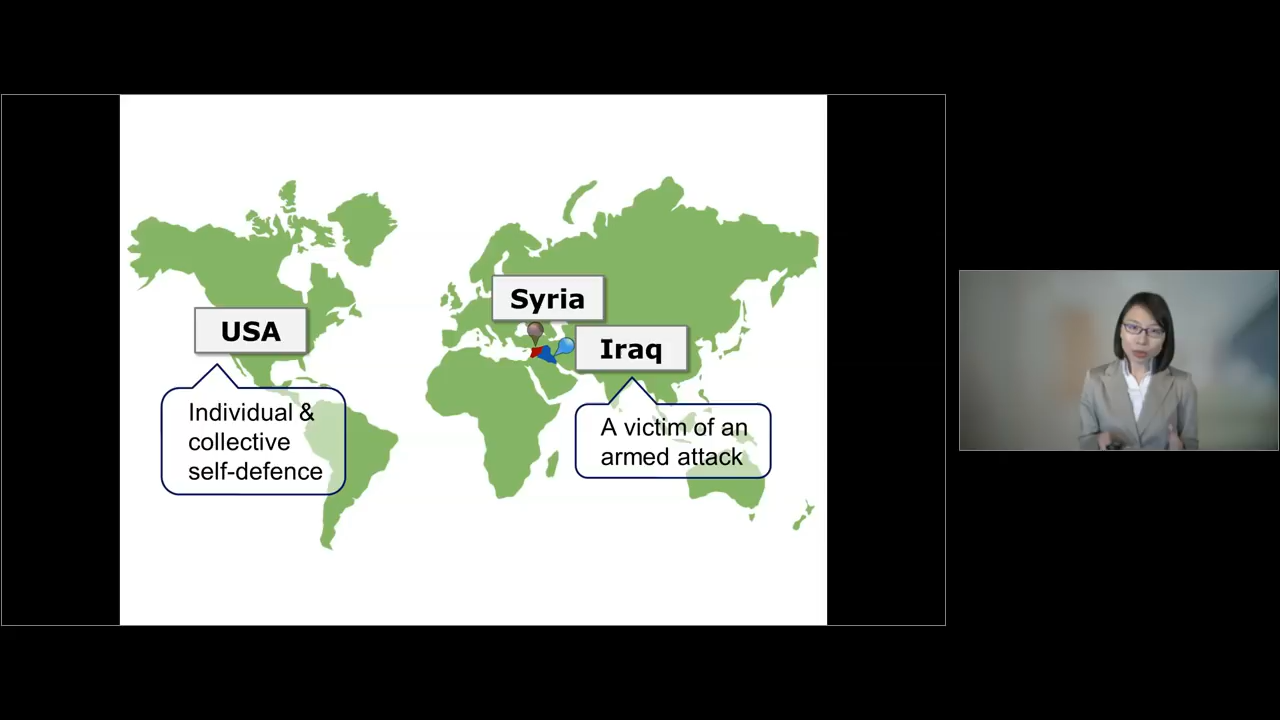 Syria
USA
Iraq
Individual &
collective
self-defence
A victim of an
armed attack